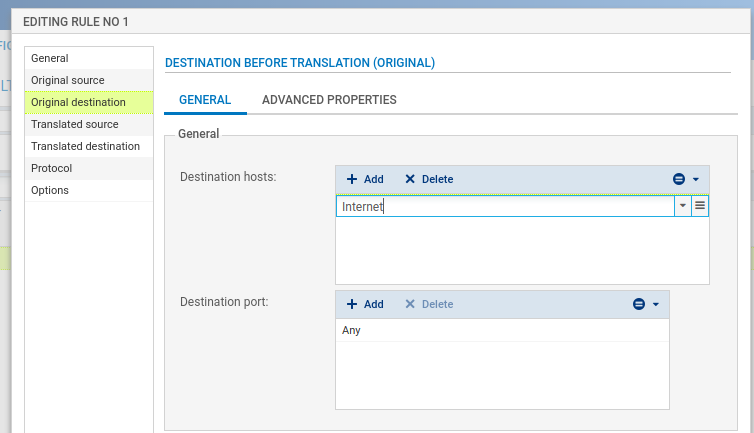 EDITING RULE NO 1
General
Original source
Original destination
Translated source
Translated destination
Protocol
Options
DESTINATION BEFORE TRANSLATION (ORIGINAL)
GENERAL ADVANCED PROPERTIES
General
Destination hosts:
Add Delete
Internet
Destination port:
Add Delete
Any